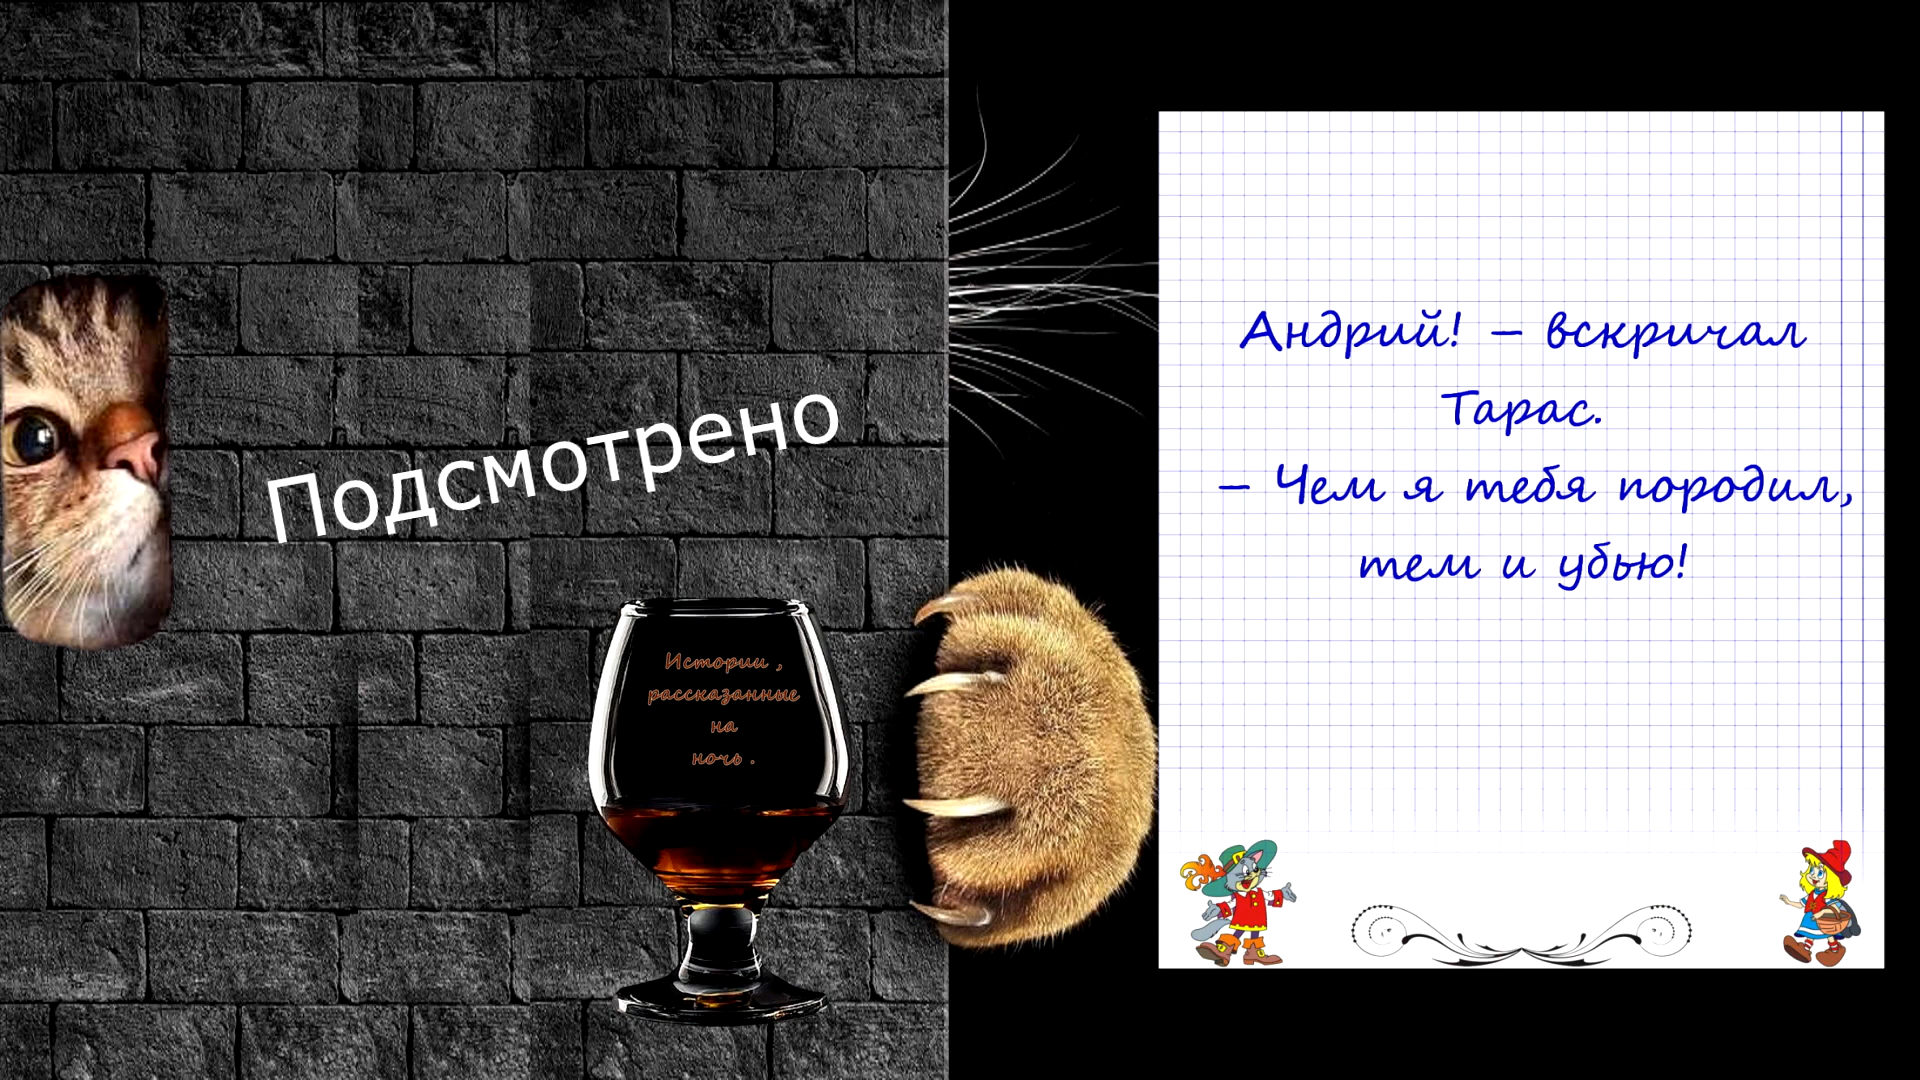 Подсмотрено
Истории ,
рассказанные
на
ночь .
Андрий! – вскричал
Тарас.
– Чем я тебя породил,
тем и убью!